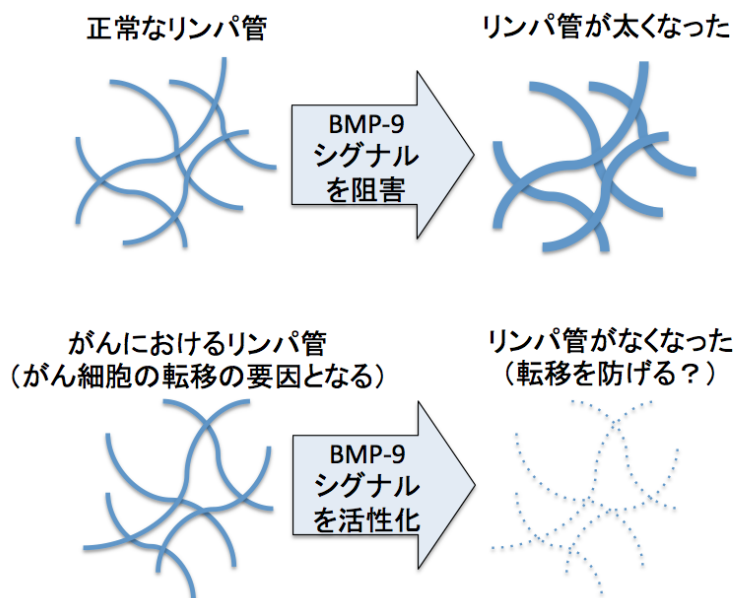 正常なリンパ管
リンパ管が太くなった
BMP-9
シグナル
を阻害
がんにおけるリンパ管
（がん細胞の転移の要因となる）
リンパ管がなくなった
（転移を防げる？）
BMP-9
シグナル
を活性化